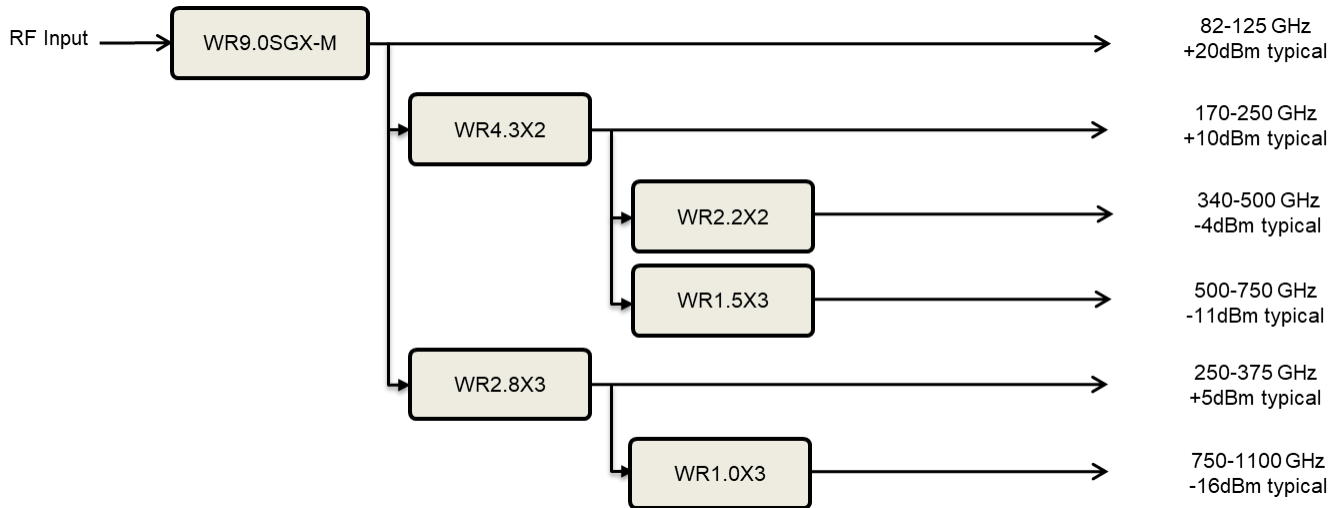 RF Input
WR9.0SGX-M
82-125 GHz
+20dBm typical
WR4.3X2
170-250 GHz
+10dBm typical
WR2.2X2
340-500 GHz
-4dBm typical
WR1.5X3
500-750 GHz
-11dBm typical
WR2.8X3
250-375 GHz
+5dBm typical
WR1.0X3
750-1100 GHz
-16dBm typical